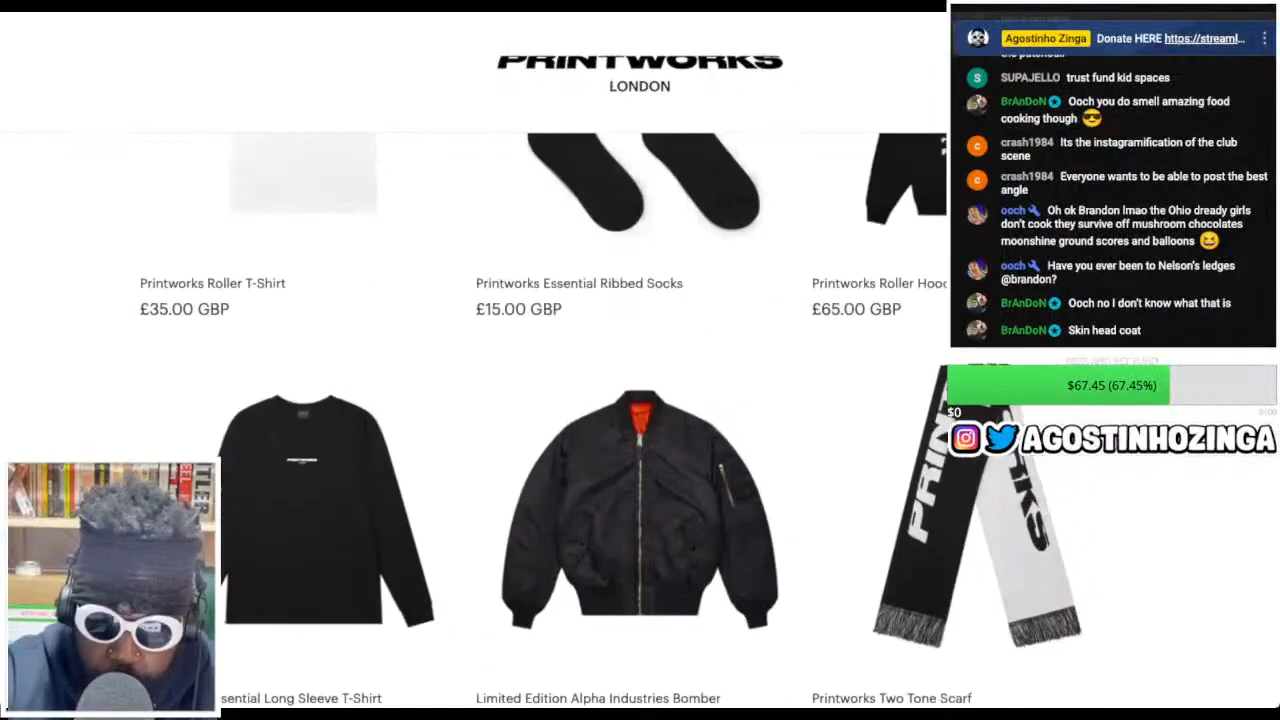 PRINTWORKS
LONDON
Printworks Roller T-Shirt
£35.00 GBP
Printworks Essential Ribbed Socks
£15.00 GBP
Printworks Roller Hooc
£65.00 GBP
PRINTWORKS
sential Long Sleeve T-Shirt
Limited Edition Alpha Industries Bomber
Printworks Two Tone Scarf
Agostinho Zinga Donate HERE https://streaml...
SUPAJELLO trust fund kid spaces
BrAnDoN Ooch you do smell amazing food
cooking though
crash1984 Its the instagramification of the club
scene
crash1984 Everyone wants to be able to post the best
angle
ooch Oh ok Brandon lmao the Ohio dready girls
don't cook they survive off mushroom chocolates
moonshine ground scores and balloons
ooch Have you ever been to Nelson's ledges
@brandon?
BrAnDoN Ooch no I don't know what that is
BrAnDoN Skin head coat
$67.45 (67.45%)
$0
AGOSTINHOZINGA